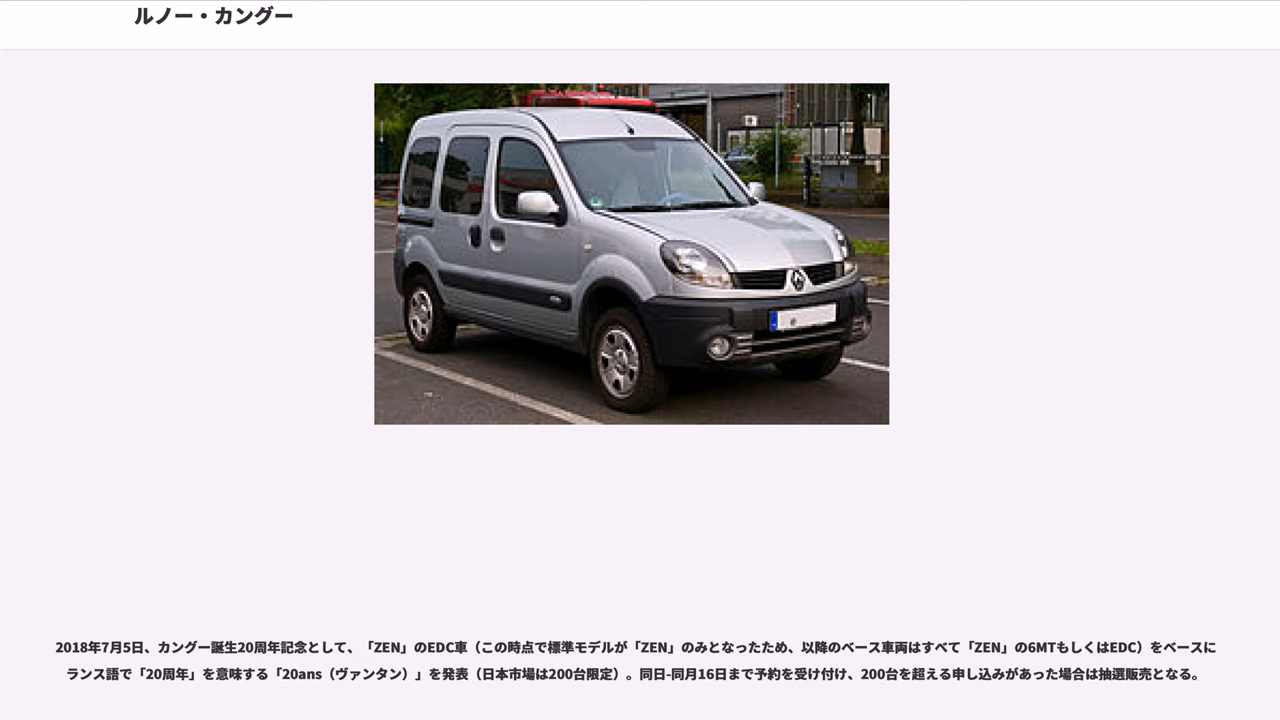 ルノー・カングー
2018年7月5日、カングー誕生20周年記念として、「ZEN」のEDC車（この時点で標準モデルが「ZEN」のみとなったため、以降のベース車両はすべて「ZEN」の6MTもしくはEDC）をベースに
ランス語で「20周年」を意味する「20ans（ヴァンタン）」を発表（日本市場は200台限定）。同日-同月16日まで予約を受け付け、200台を超える申し込みがあった場合は抽選販売となる。